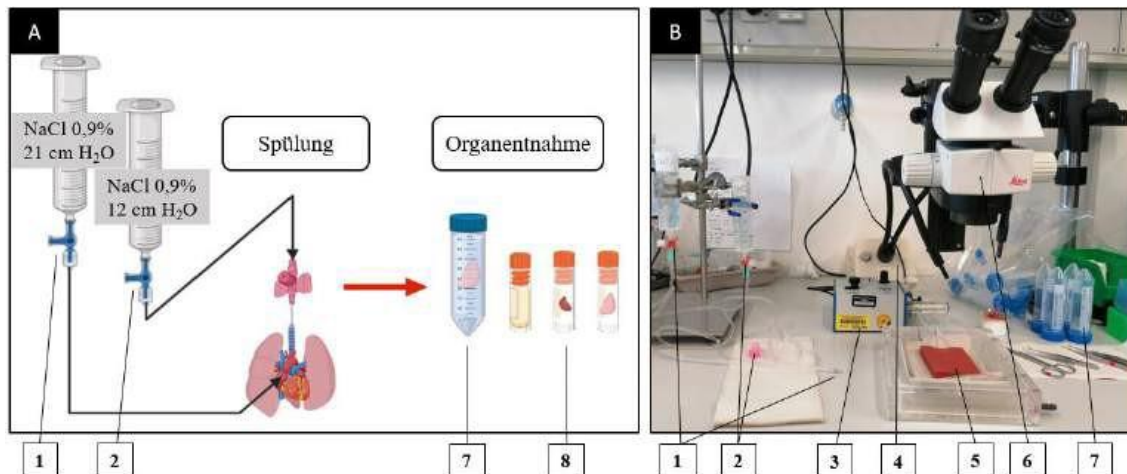 A
NaCl 0,9%
21 cm H₂O
NaCl 0,9%
12 cm H₂O
Spülung
Organentnahme
1
2
7
8
B
Leica
1
2
3
4
5
6
7